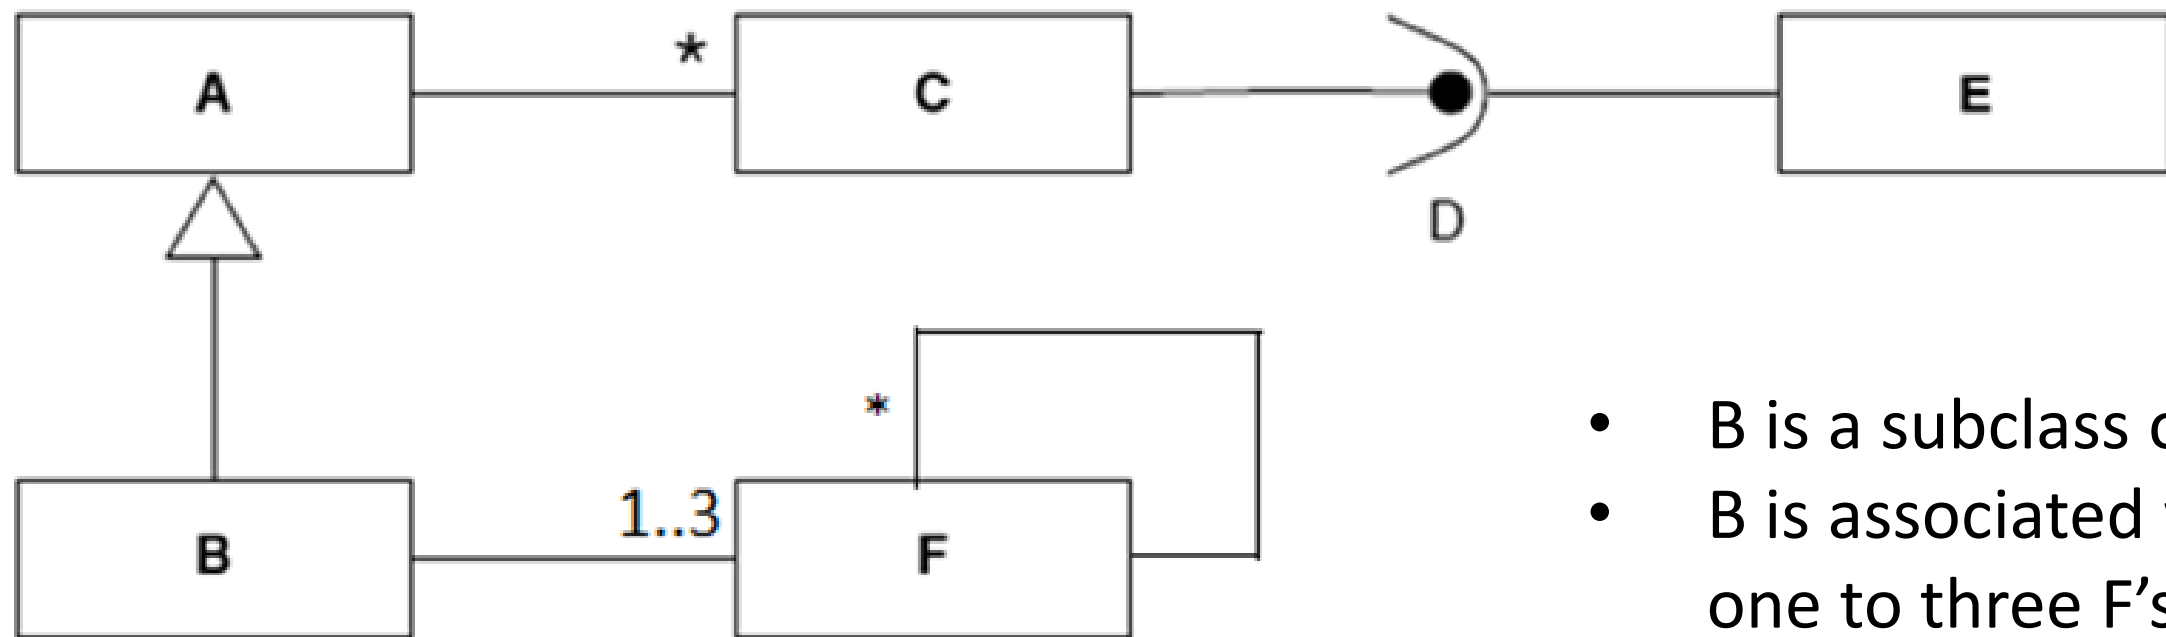 A
*
C
E
D
*
B
1..3
F
• B is a subclass
• B is associated
one to three F’s